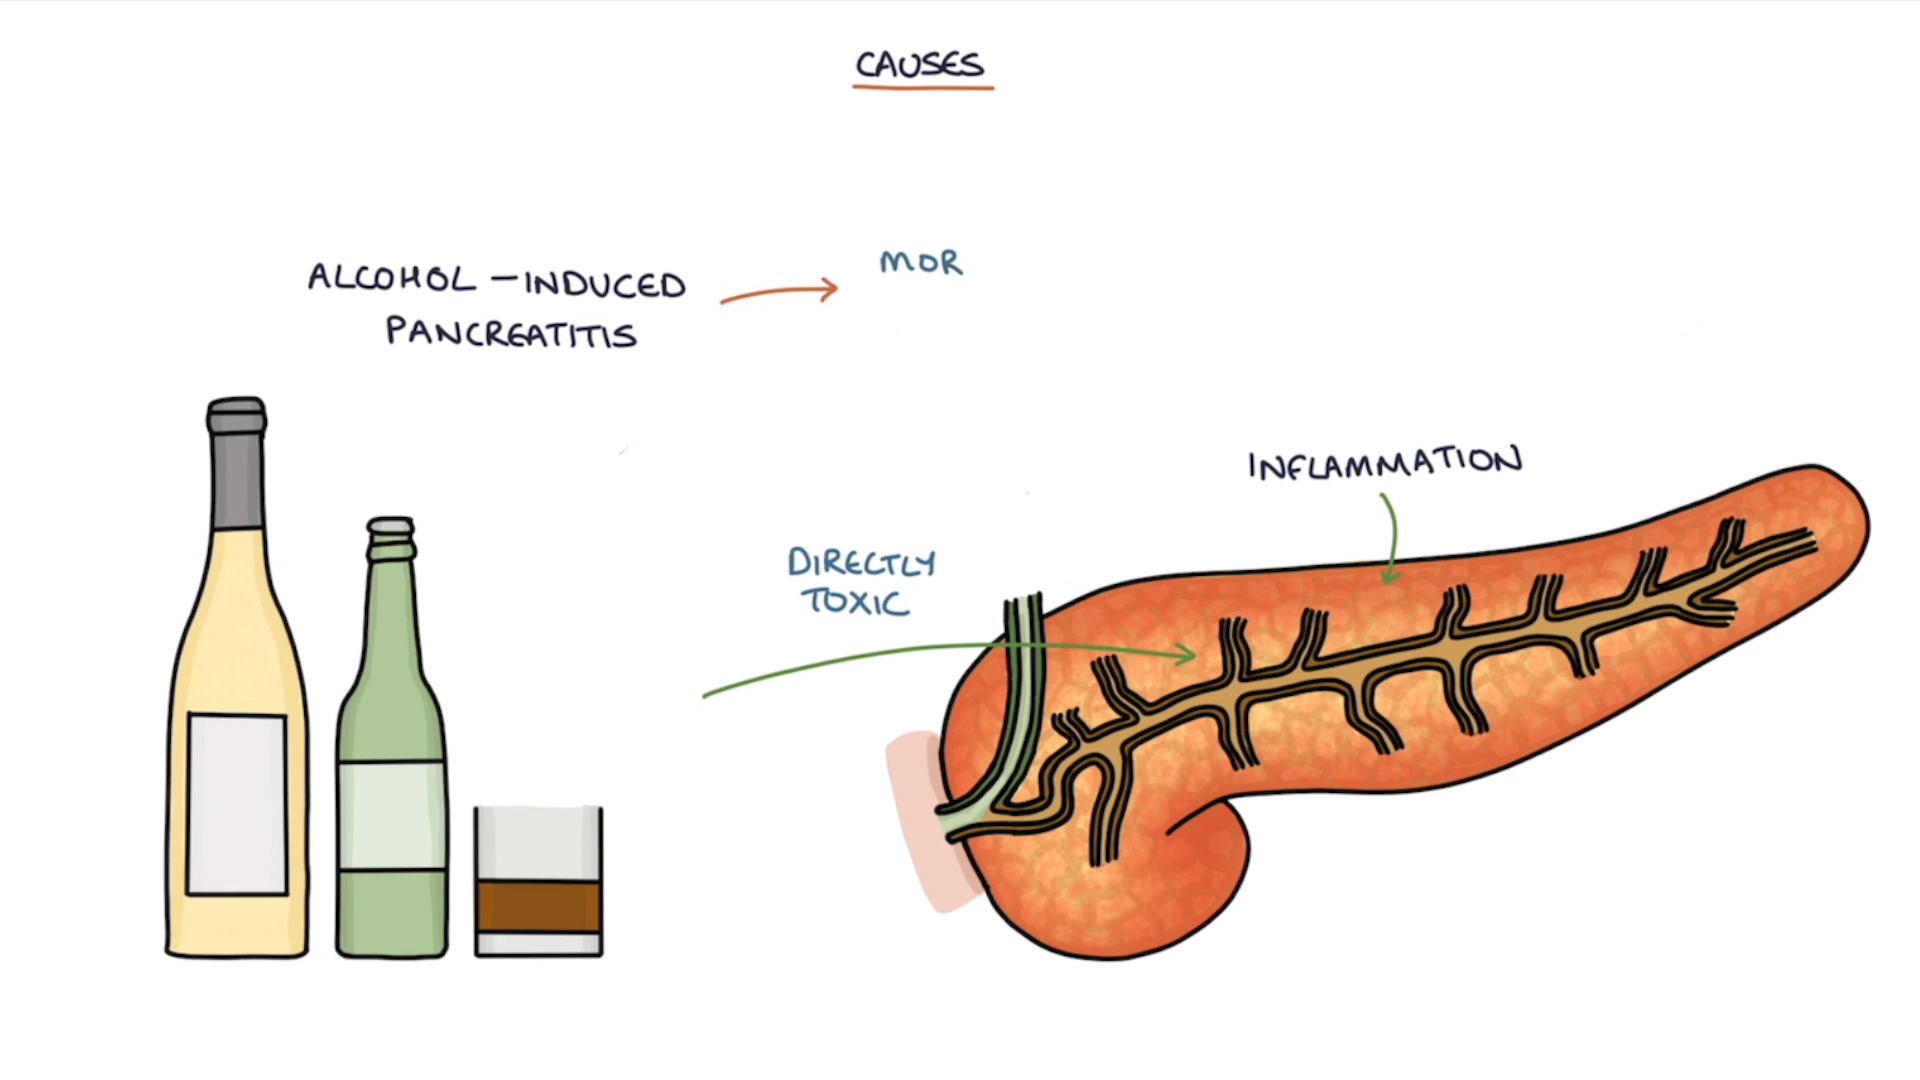 CAUSES
ALCOHOL-INDUCED
PANCREATITIS
MOR
INFLAMMATION
DIRECTLY
TOXIC